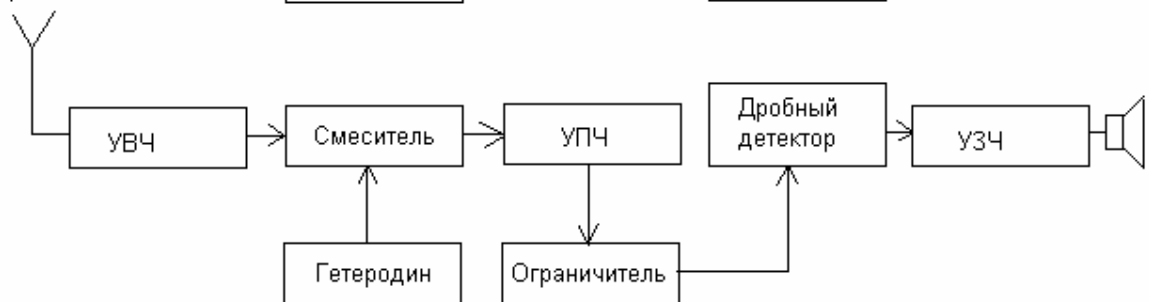 УВЧ
Смеситель
УПЧ
Дробный
детектор
УЗЧ
Гетеродин
Ограничитель